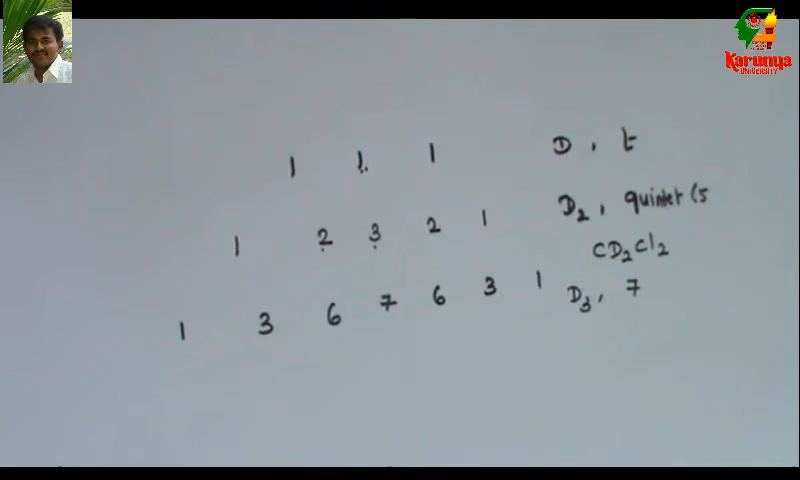 Karunya
UNIVERSITY
1 1 1 D, t
1 2 3 2 1 D2, quintet (5
CD2Cl2
1 3 6 7 6 3 1 D3, 7